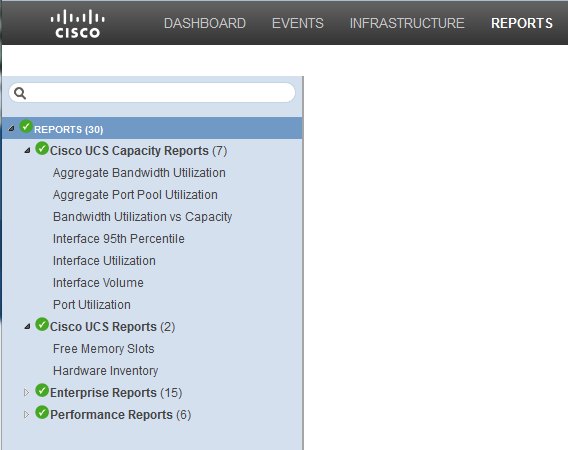 CISCO
DASHBOARD EVENTS INFRASTRUCTURE REPORTS
REPORTS (30)
Cisco UCS Capacity Reports (7)
Aggregate Bandwidth Utilization
Aggregate Port Pool Utilization
Bandwidth Utilization vs Capacity
Interface 95th Percentile
Interface Utilization
Interface Volume
Port Utilization
Cisco UCS Reports (2)
Free Memory Slots
Hardware Inventory
Enterprise Reports (15)
Performance Reports (6)